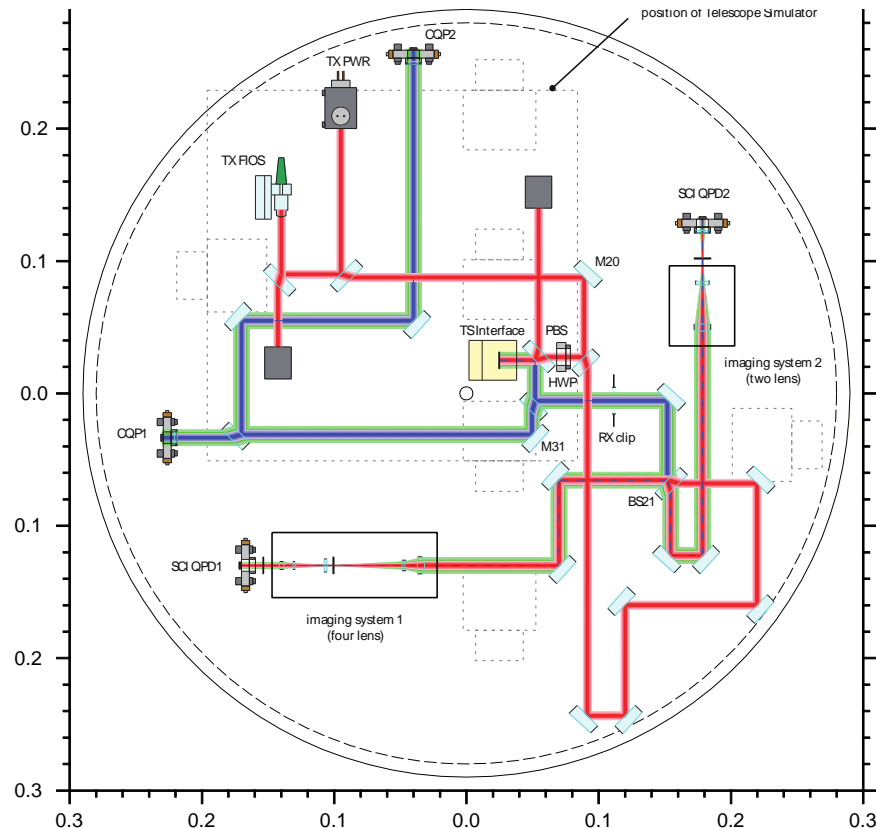 position of Telescope Simulator
CQP2
TX PWR
TX FIOS
SCI QPD2
M20
TS Interface
PBS
HWP
imaging system 2
(two lens)
RX clip
CQP1
M31
BS21
SCI QPD1
imaging system 1
(four lens)
0.2
0.1
0.0
0.1
0.2
0.3
0.3
0.2
0.1
0.0
0.1
0.2
0.3